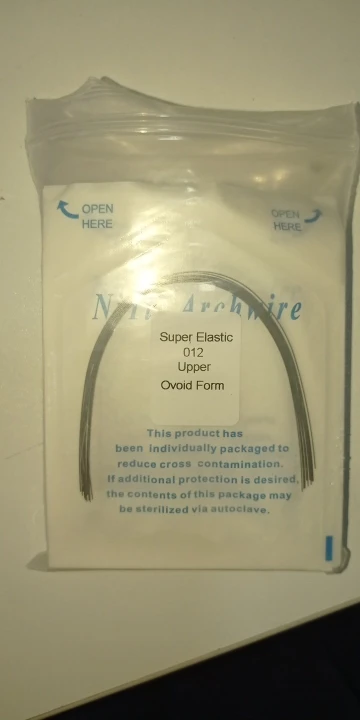 OPEN
HERE
OPEN
HERE
Archwire
Super Elastic
012
Upper
Ovoid Form
This product has
been individually packaged to
reduce cross contamination.
If additional protection is desired,
the contents of this package may
be sterilized via autoclave.